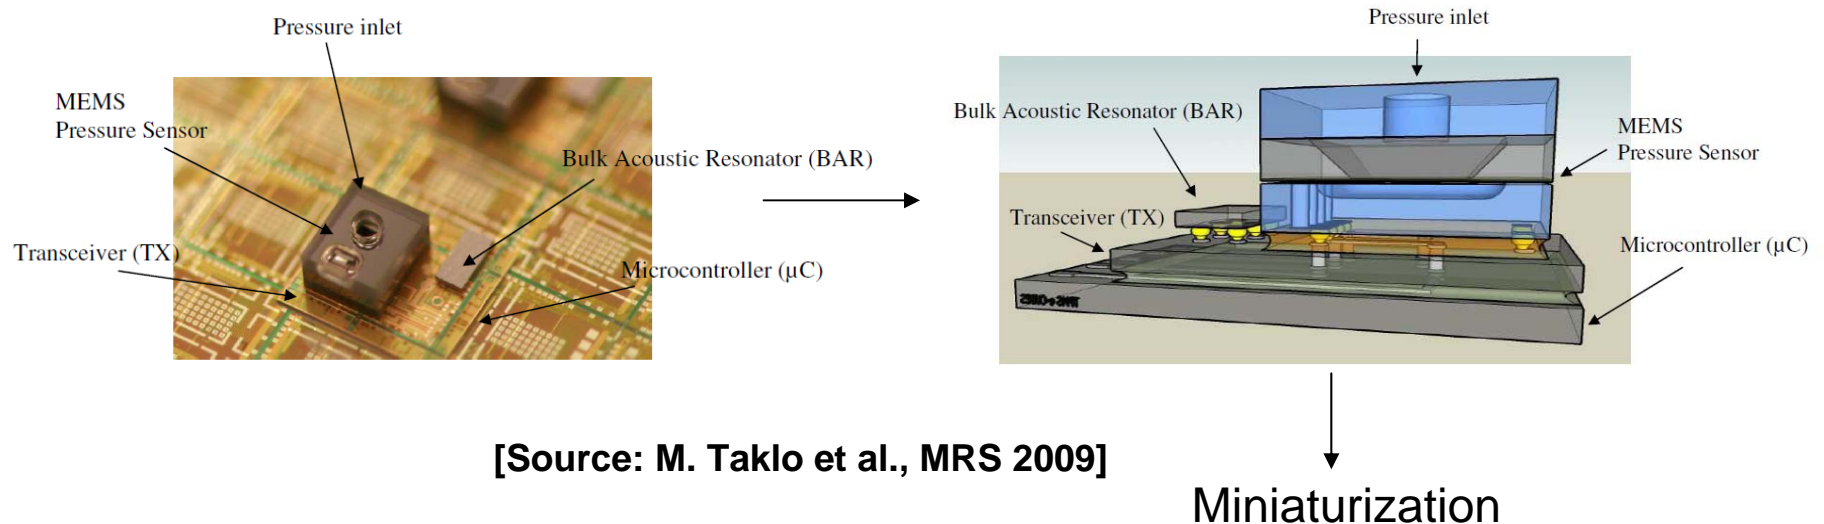 Pressure inlet
MEMS
Pressure Sensor
Bulk Acoustic Resonator (BAR)
Transceiver (TX)
Microcontroller (µC)
Pressure inlet
Bulk Acoustic Resonator (BAR)
MEMS
Pressure Sensor
Transceiver (TX)
Microcontroller (µC)
[Source: M. Taklo et al., MRS 2009]
Miniaturization